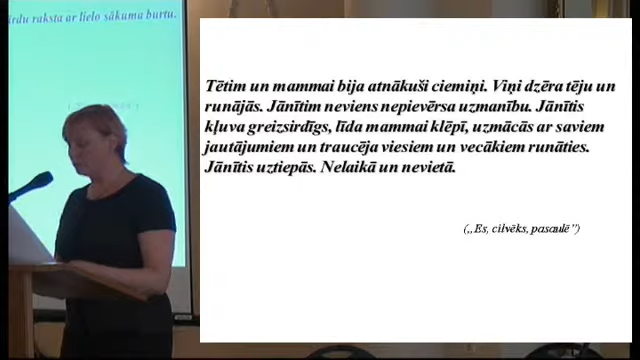 ārdu raksta ar lielo sākuma burtu.
Tētim un mammai bija atnākuši ciemiņi. Viņi dzēra tēju un
runājās. Jānītim neviens nepievērsa uzmanību. Jānītis
kļuva greizsirdīgs, līda mammai klēpī, uzmācās ar saviem
jautājumiem un traucēja viesiem un vecākiem runāties.
Jānītis uztiepās. Nelaikā un nevietā.
(„Es, cilvēks, pasaulē”)